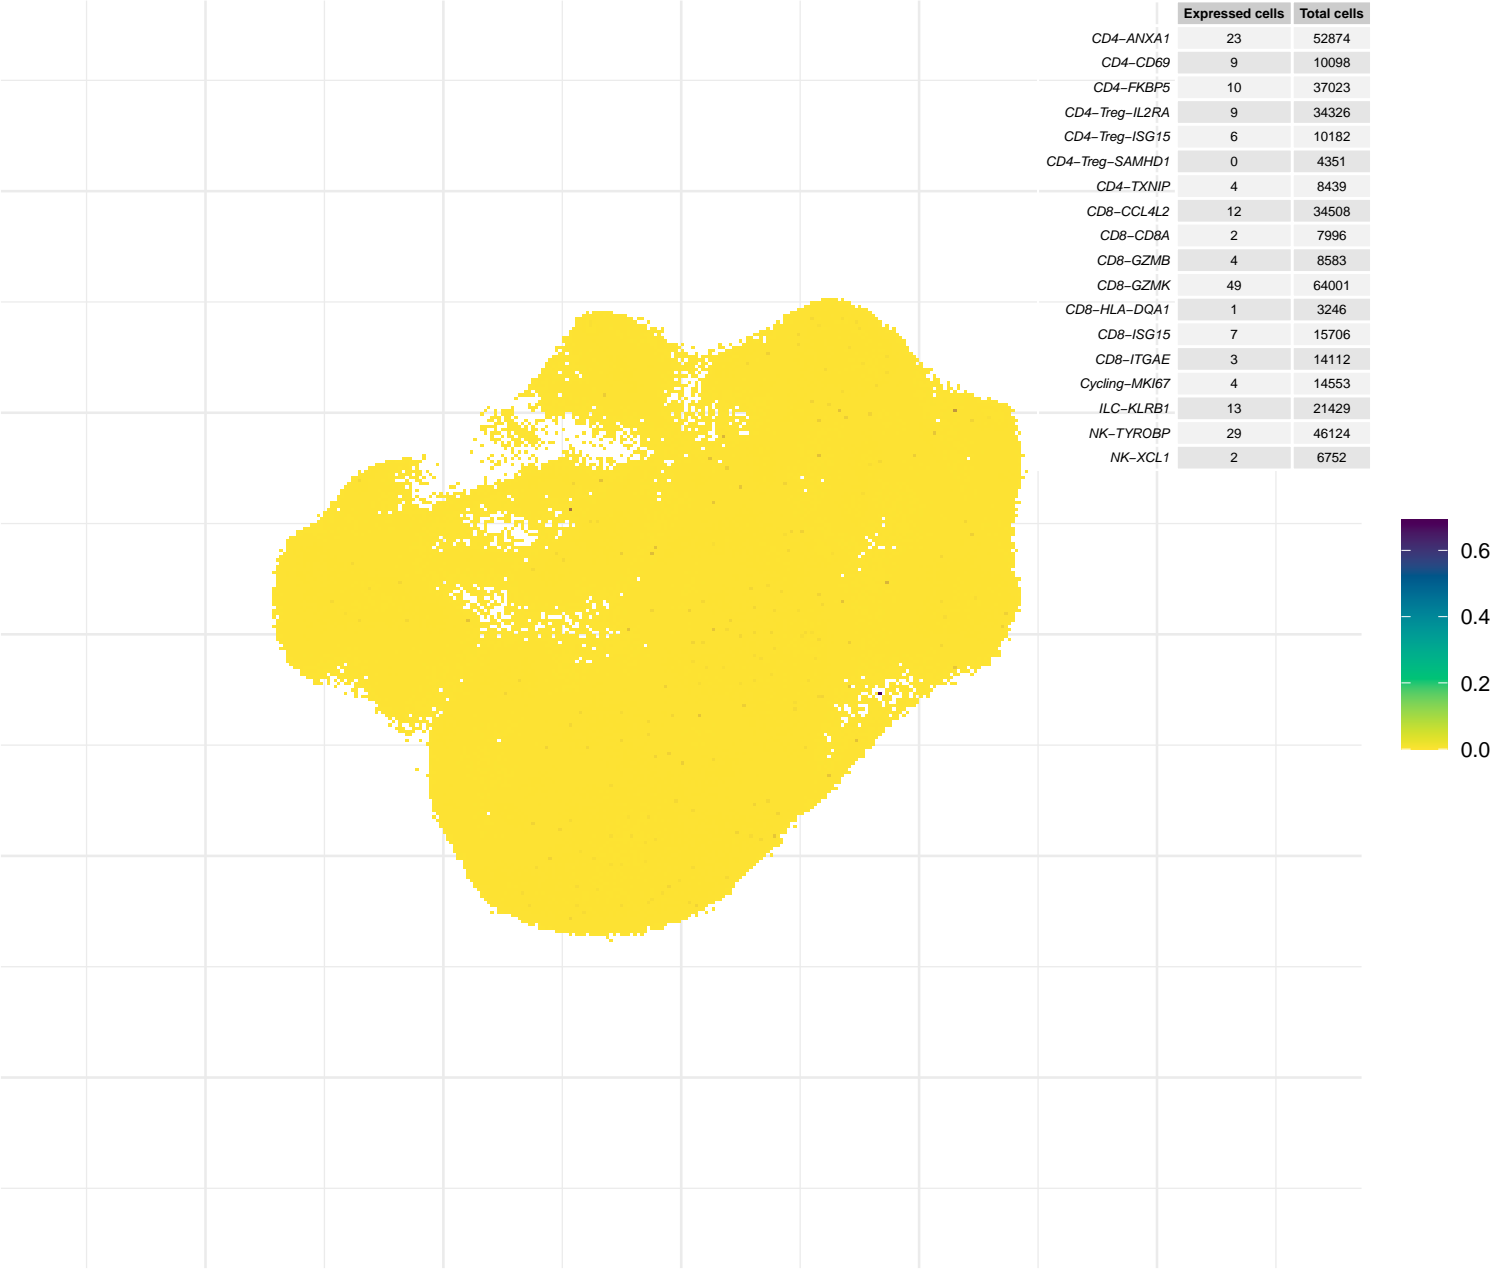 Expressed cells Total cells
CD4−ANXA1 23 52874
CD4−CD69 9 10098
CD4−FKBP5 10 37023
CD4−Treg−IL2RA 9 34326
CD4−Treg−ISG15 6 10182
CD4−Treg−SAMHD1 0 4351
CD4−TXNIP 4 8439
CD8−CCL4L2 12 34508
CD8−CD8A 2 7996
CD8−GZMB 4 8583
CD8−GZMK 49 64001
CD8−HLA−DQA1 1 3246
CD8−ISG15 7 15706
CD8−ITGAE 3 14112
Cycling−MKI67 4 14553
ILC−KLRB1 13 21429
NK−TYROBP 29 46124
NK−XCL1 2 6752
0.6
0.4
0.2
0.0